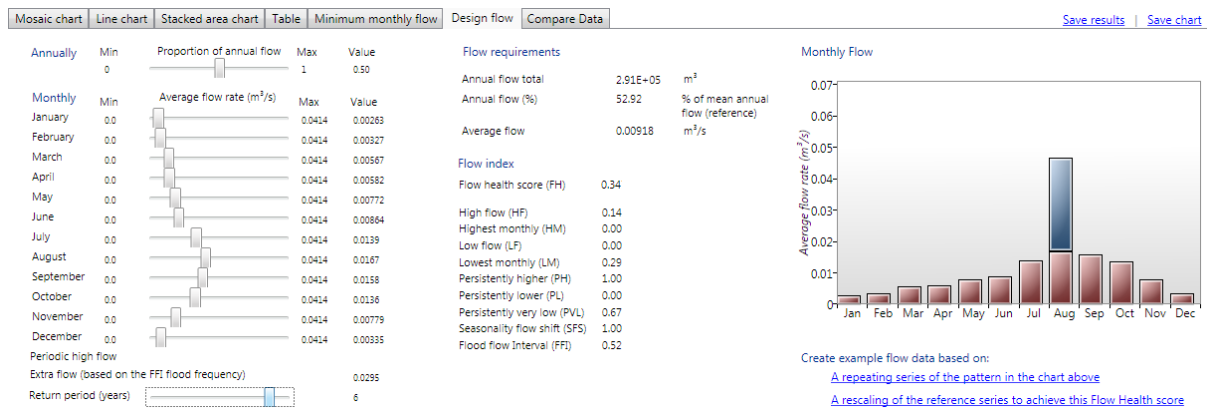 Mosaic chart Line chart Stacked area chart Table Minimum monthly flow Design flow Compare Data Save results | Save chart
Annually Min Proportion of annual flow Max Value
0 1 0.50
Monthly Min Average flow rate (m³/s) Max Value
January 0.0 0.0414 0.00263
February 0.0 0.0414 0.00327
March 0.0 0.0414 0.00567
April 0.0 0.0414 0.00582
May 0.0 0.0414 0.00772
June 0.0 0.0414 0.00864
July 0.0 0.0414 0.0139
August 0.0 0.0414 0.0167
September 0.0 0.0414 0.0158
October 0.0 0.0414 0.0136
November 0.0 0.0414 0.00779
December 0.0 0.0414 0.00335
Periodic high flow
Extra flow (based on the FFI flood frequency) 0.0295
Return period (years) 6
Flow requirements
Annual flow total 2.91E+05 m³
Annual flow (%) 52.92 % of mean annual
flow (reference)
Average flow 0.00918 m³/s
Flow index
Flow health score (FH) 0.34
High flow (HF) 0.14
Highest monthly (HM) 0.00
Low flow (LF) 0.00
Lowest monthly (LM) 0.29
Persistently higher (PH) 1.00
Persistently lower (PL) 0.00
Persistently very low (PVL) 0.67
Seasonality flow shift (SFS) 1.00
Flood flow Interval (FFI) 0.52
Monthly Flow
Average flow rate (m³/s)
0.07
0.06
0.05
0.04
0.03
0.02
0.01
0
Jan Feb Mar Apr May Jun Jul Aug Sep Oct Nov Dec
Create example flow data based on:
A repeating series of the pattern in the chart above
A rescaling of the reference series to achieve this Flow Health score